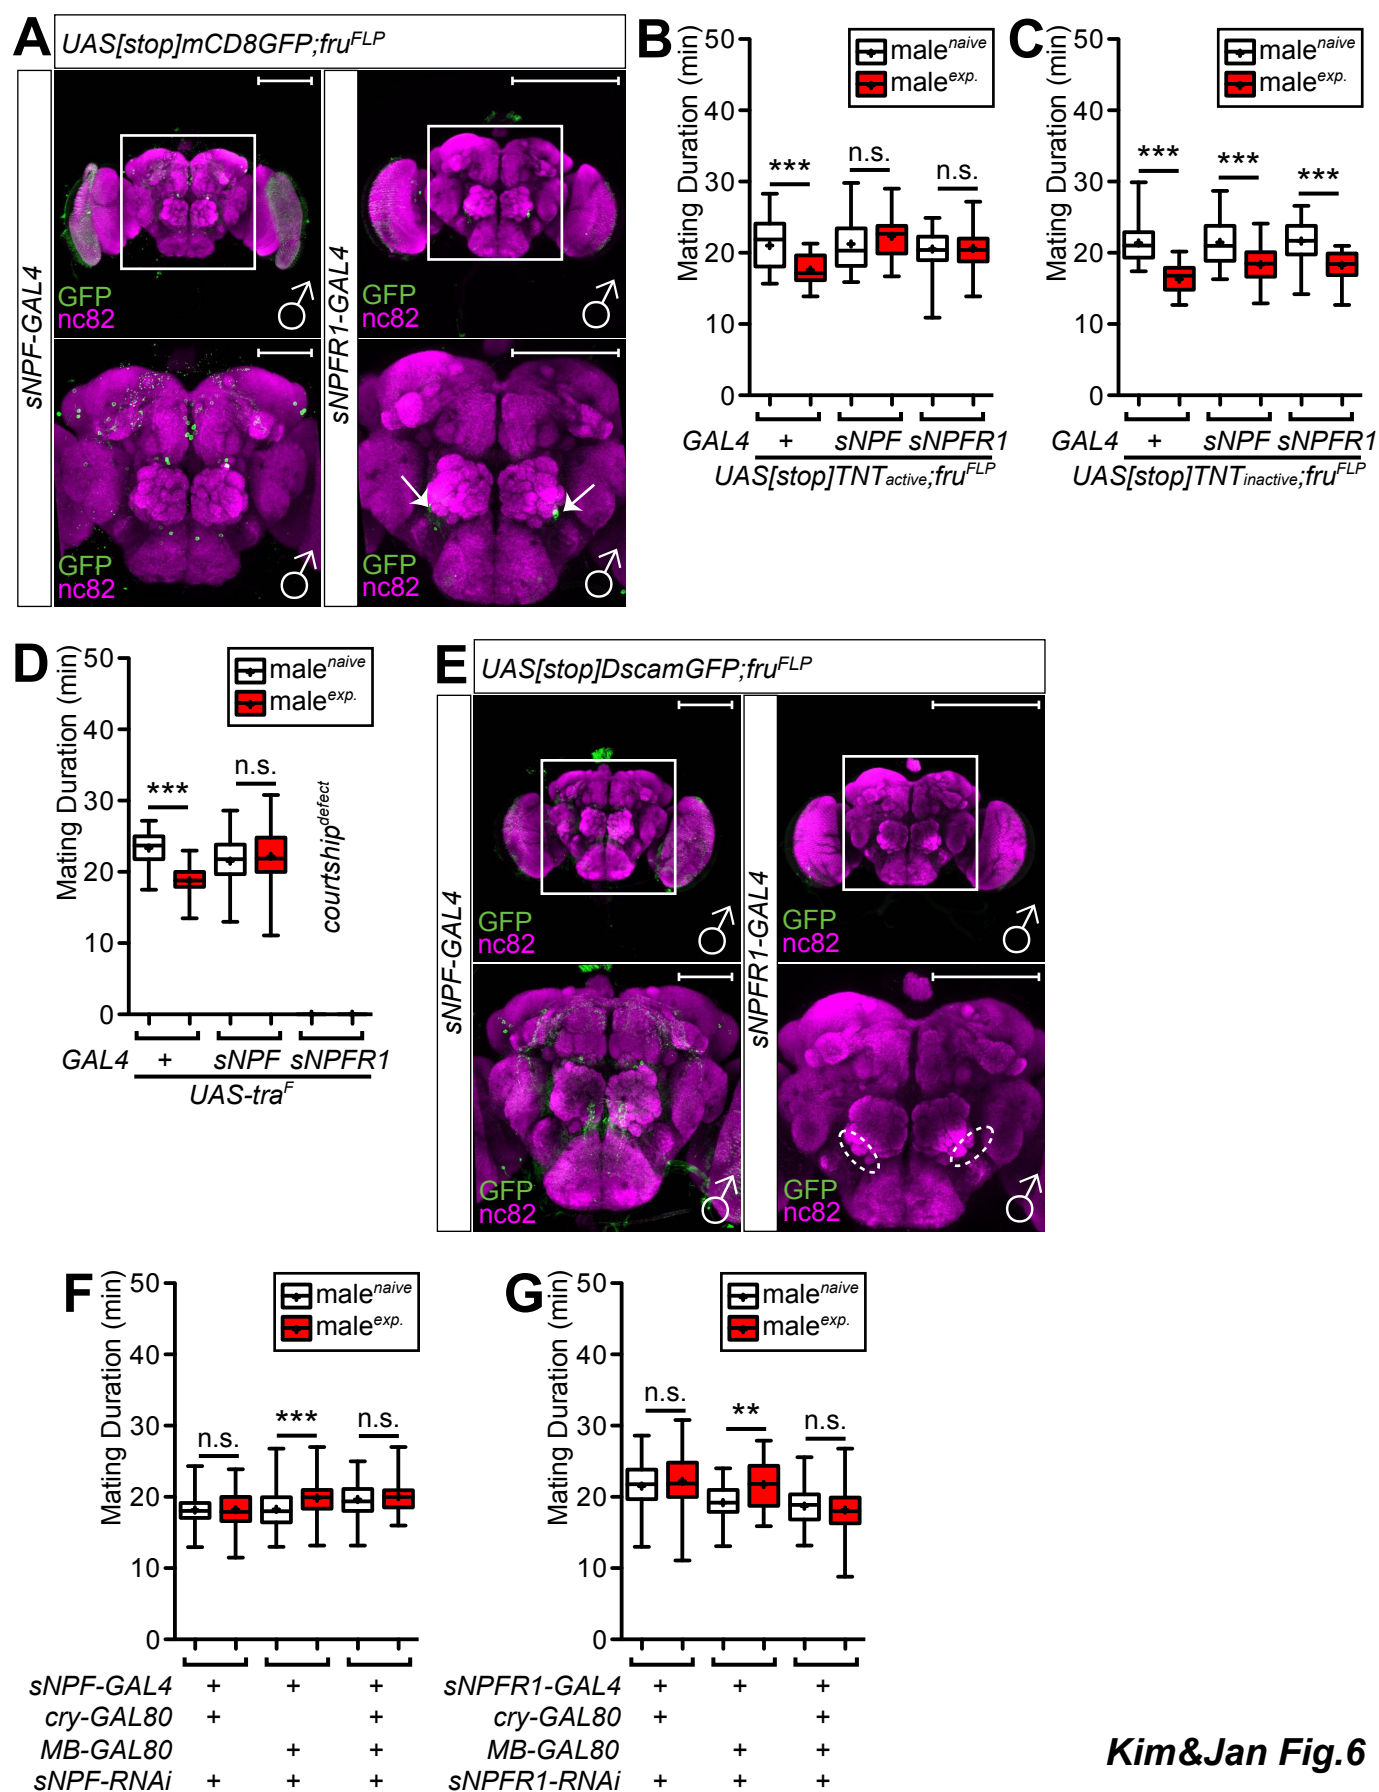 A
UAS[stop]mCD8GFP;fruFLP
sNPF-GAL4
GFP
nc82
GFP
nc82
sNPFR1-GAL4
GFP
nc82
GFP
nc82
B
Mating Duration (min)
50
40
30
20
10
0
malenaive
maleexp.
***
n.s.
n.s.
GAL4 + sNPF sNPFR1
UAS[stop]TNTactive;fruFLP
C
Mating Duration (min)
50
40
30
20
10
0
malenaive
maleexp.
***
***
***
GAL4 + sNPF sNPFR1
UAS[stop]TNTinactive;fruFLP
D
Mating Duration (min)
50
40
30
20
10
0
malenaive
maleexp.
***
n.s.
courtshipdefect
GAL4 + sNPF sNPFR1
UAS-traF
E
UAS[stop]DscamGFP;fruFLP
sNPF-GAL4
GFP
nc82
GFP
nc82
sNPFR1-GAL4
GFP
nc82
GFP
nc82
F
Mating Duration (min)
50
40
30
20
10
0
malenaive
maleexp.
n.s.
***
n.s.
sNPF-GAL4 + + +
cry-GAL80 + +
MB-GAL80 + +
sNPF-RNAi + + +
G
Mating Duration (min)
50
40
30
20
10
0
malenaive
maleexp.
n.s.
**
n.s.
sNPFR1-GAL4 + + +
cry-GAL80 + +
MB-GAL80 + +
sNPFR1-RNAi + + +
Kim&Jan Fig.6